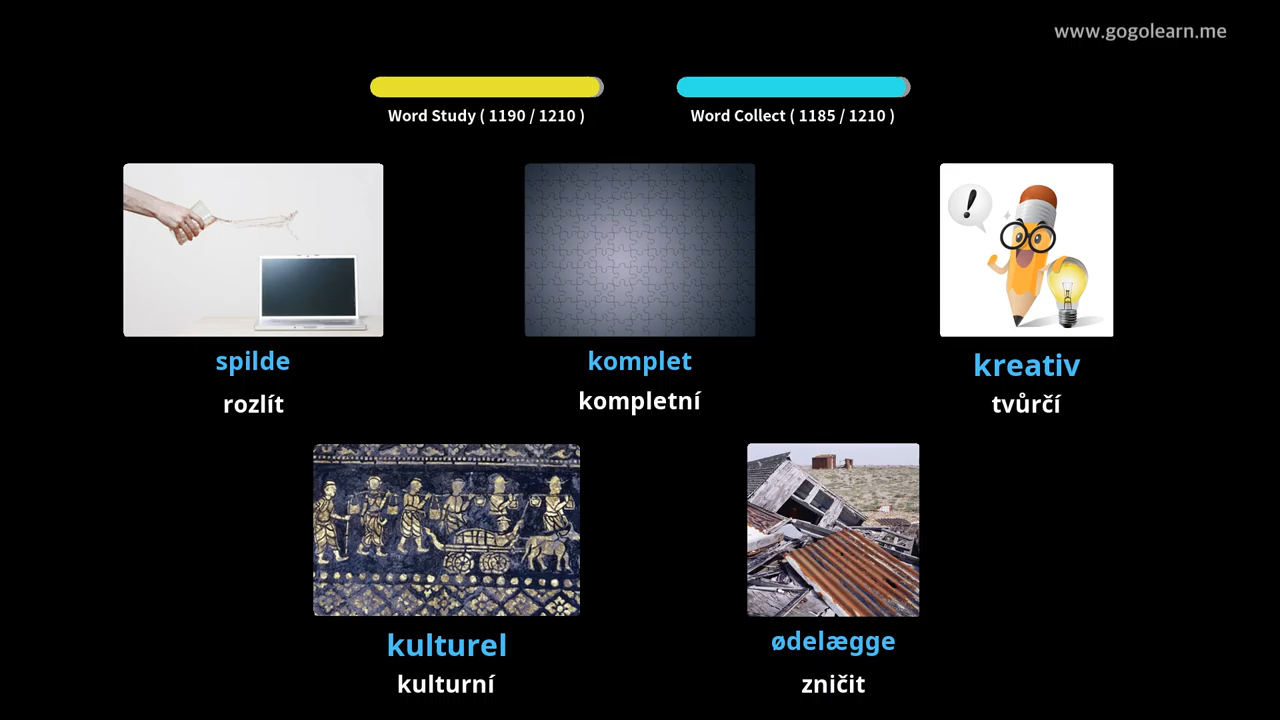 www.gogolearn.me
Word Study ( 1190 / 1210 )
Word Collect ( 1185 / 1210 )
!
spilde
rozlít
komplet
kompletní
kreativ
tvůrčí
kulturel
kulturní
ødelægge
zničit